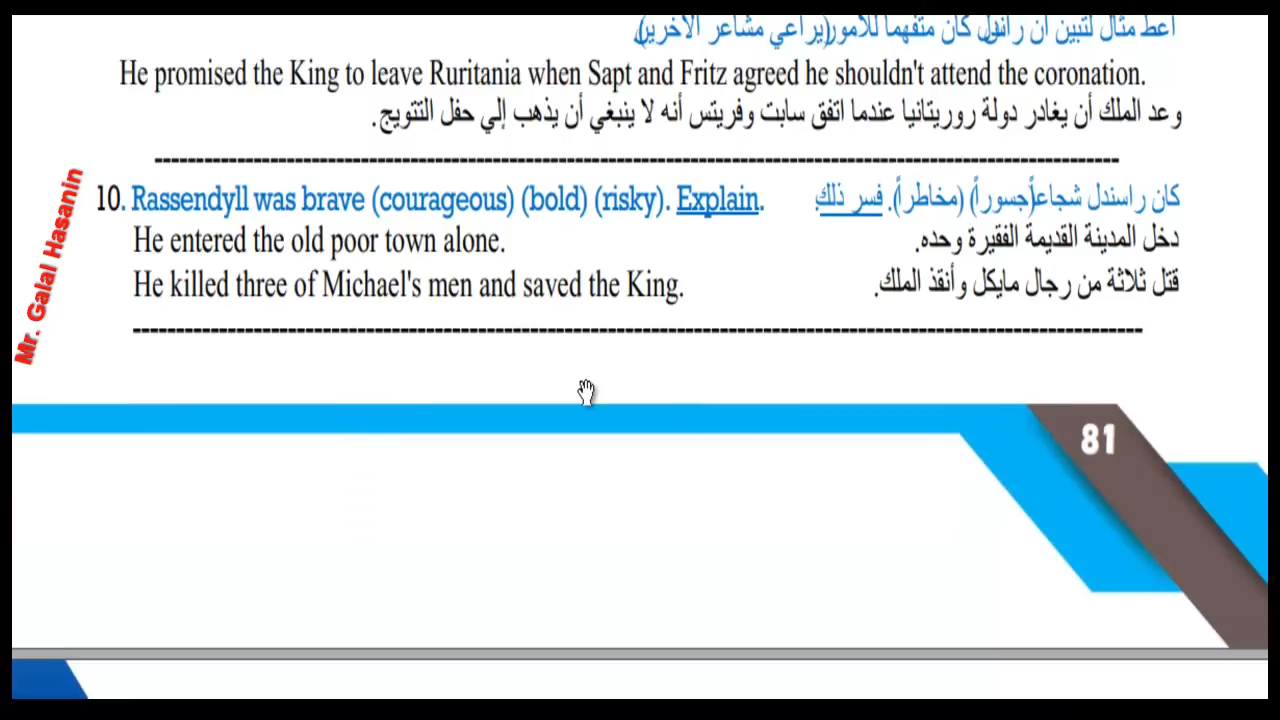 أعط مثال لتبين أن راسندل كان متفهما للأمور(يراعي مشاعر الآخرين).
He promised the King to leave Ruritania when Sapt and Fritz agreed he shouldn't attend the coronation.
وعد الملك أن يغادر دولة روريتانيا عندما اتفق سابت وفريتس أنه لا ينبغي أن يذهب إلي حفل التتويج.
10. Rassendyll was brave (courageous) (bold) (risky). Explain.
كان راسندل شجاعاً(جسوراً) (مخاطراً). فسر ذلك.
He entered the old poor town alone.
دخل المدينة القديمة الفقيرة وحده.
He killed three of Michael's men and saved the King.
قتل ثلاثة من رجال مايكل وأنقذ الملك.
Mr. Galal Hasanin
81